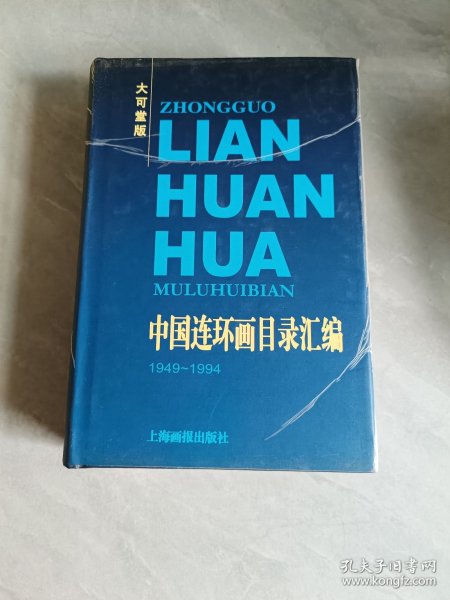 大可堂版
ZHONGGUO
LIAN
HUAN
HUA
MULUHUIBIAN
中国连环画目录汇编
1949~1994
上海画报出版社
孔夫子旧书网
www.kongfz.com